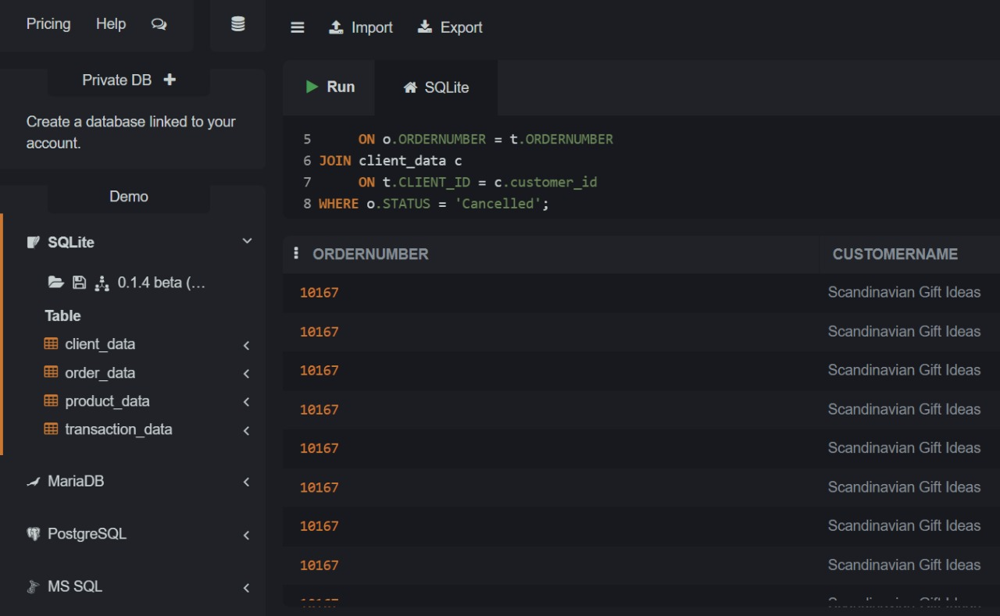 Pricing Help
Import Export
Private DB
Create a database linked to your
account.
Demo
SQLite
0.1.4 beta (…
Table
client_data
order_data
product_data
transaction_data
MariaDB
PostgreSQL
MS SQL
Run SQLite
5 ON o.ORDERNUMBER = t.ORDERNUMBER
6 JOIN client_data c
7 ON t.CLIENT_ID = c.customer_id
8 WHERE o.STATUS = 'Cancelled';
ORDERNUMBER CUSTOMERNAME
10167 Scandinavian Gift Ideas
10167 Scandinavian Gift Ideas
10167 Scandinavian Gift Ideas
10167 Scandinavian Gift Ideas
10167 Scandinavian Gift Ideas
10167 Scandinavian Gift Ideas
10167 Scandinavian Gift Ideas
10167 Scandinavian Gift Ideas